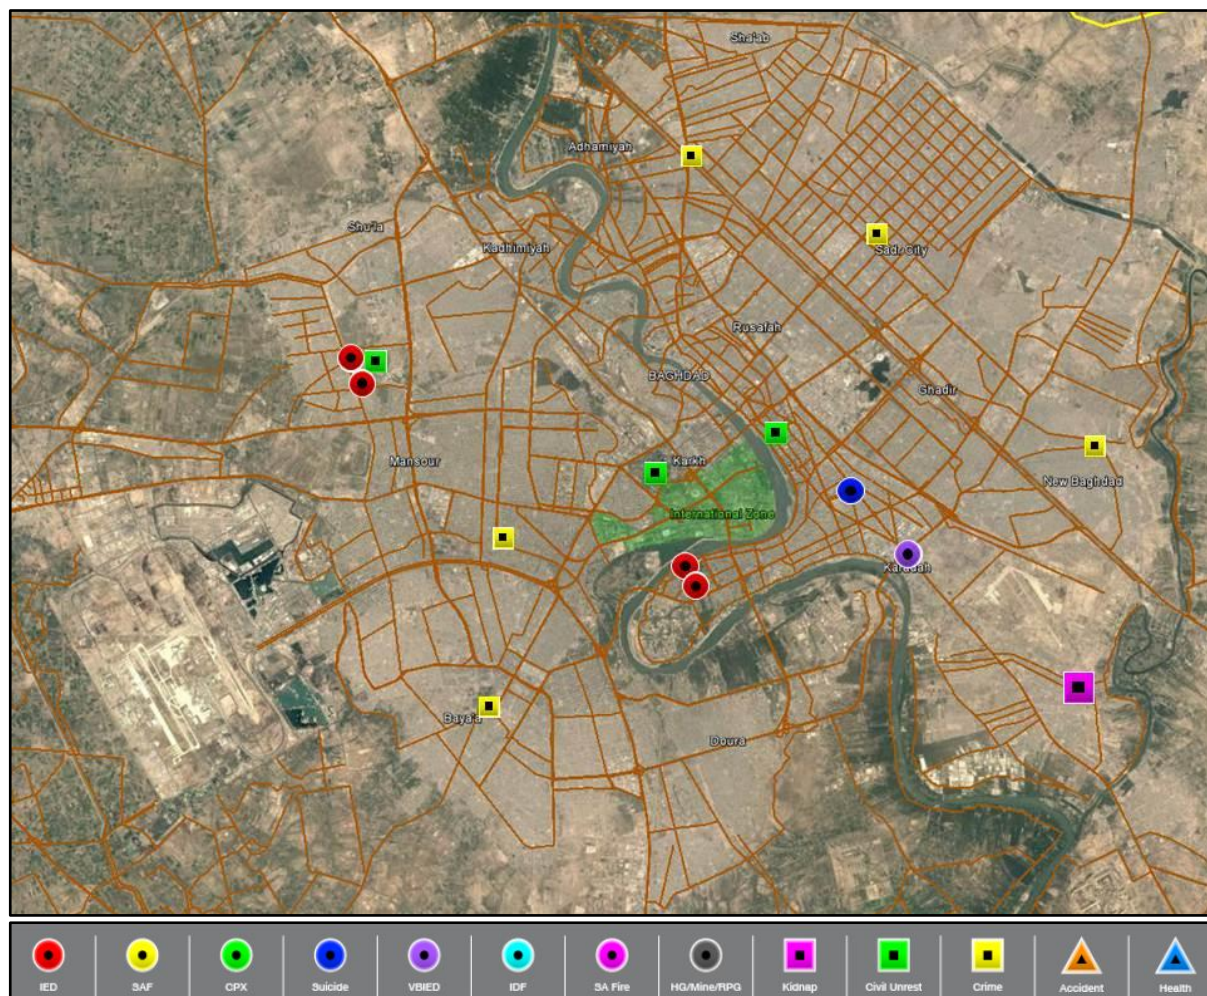 Sha'ab
Adhamiyah
Shu'la
Kadhimiyah
Sadr City
Rusafah
BAGHDAD
Ghadir
Mansour
Karkh
New Baghdad
International Zone
Karadah
Baya'a
Doura
IED
SAF
CPX
Suicide
VBIED
IDF
SA Fire
HG/Mine/RPG
Kidnap
Civil Unrest
Crime
Accident
Health